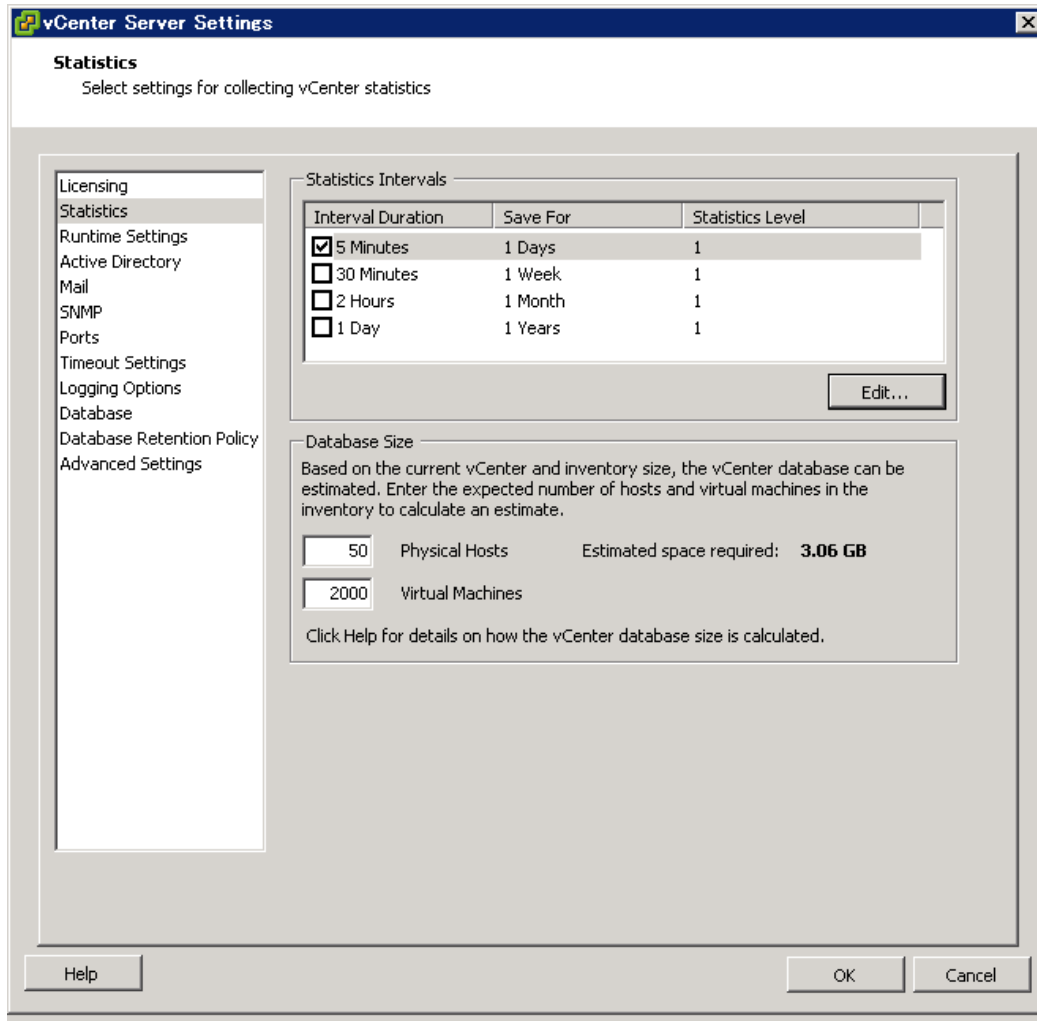 vCenter Server Settings
Statistics
Select settings for collecting vCenter statistics
Licensing
Statistics
Runtime Settings
Active Directory
Mail
SNMP
Ports
Timeout Settings
Logging Options
Database
Database Retention Policy
Advanced Settings
Statistics Intervals
Interval Duration Save For Statistics Level
5 Minutes 1 Days 1
30 Minutes 1 Week 1
2 Hours 1 Month 1
1 Day 1 Years 1
Edit...
Database Size
Based on the current vCenter and inventory size, the vCenter database can be
estimated. Enter the expected number of hosts and virtual machines in the
inventory to calculate an estimate.
50 Physical Hosts Estimated space required: 3.06 GB
2000 Virtual Machines
Click Help for details on how the vCenter database size is calculated.
Help OK Cancel